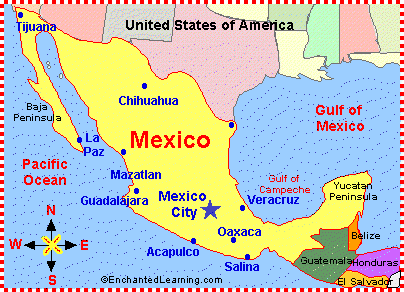 Tijuana
United States of America
Baja
Peninsula
Chihuahua
Gulf of
Mexico
La
Paz
Mexico
Pacific
Ocean
Mazatlan
Guadalajara
Mexico
City
Gulf of
Campeche
Veracruz
Yucatan
Peninsula
N
W
E
S
Oaxaca
Acapulco
Salina
Belize
Guatemala
Honduras
El Salvador
©EnchantedLearning.com